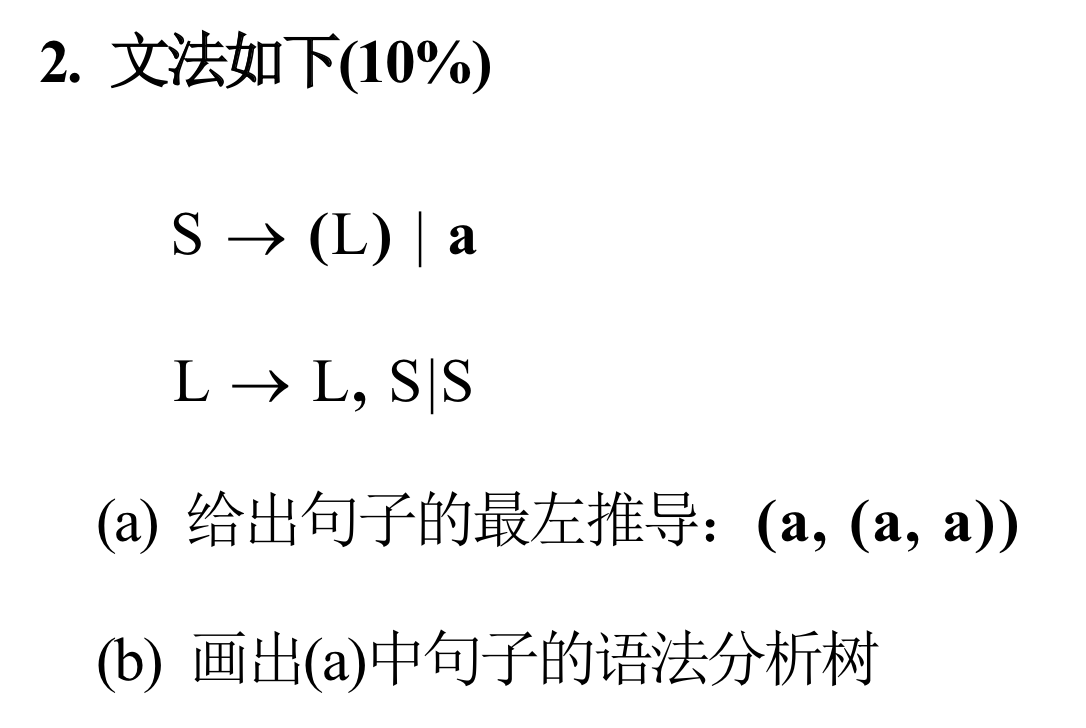 2. 文法如下(10%)
S → (L) | a
L → L, S|S
(a) 给出句子的最左推导：(a, (a, a))
(b) 画出(a)中句子的语法分析树